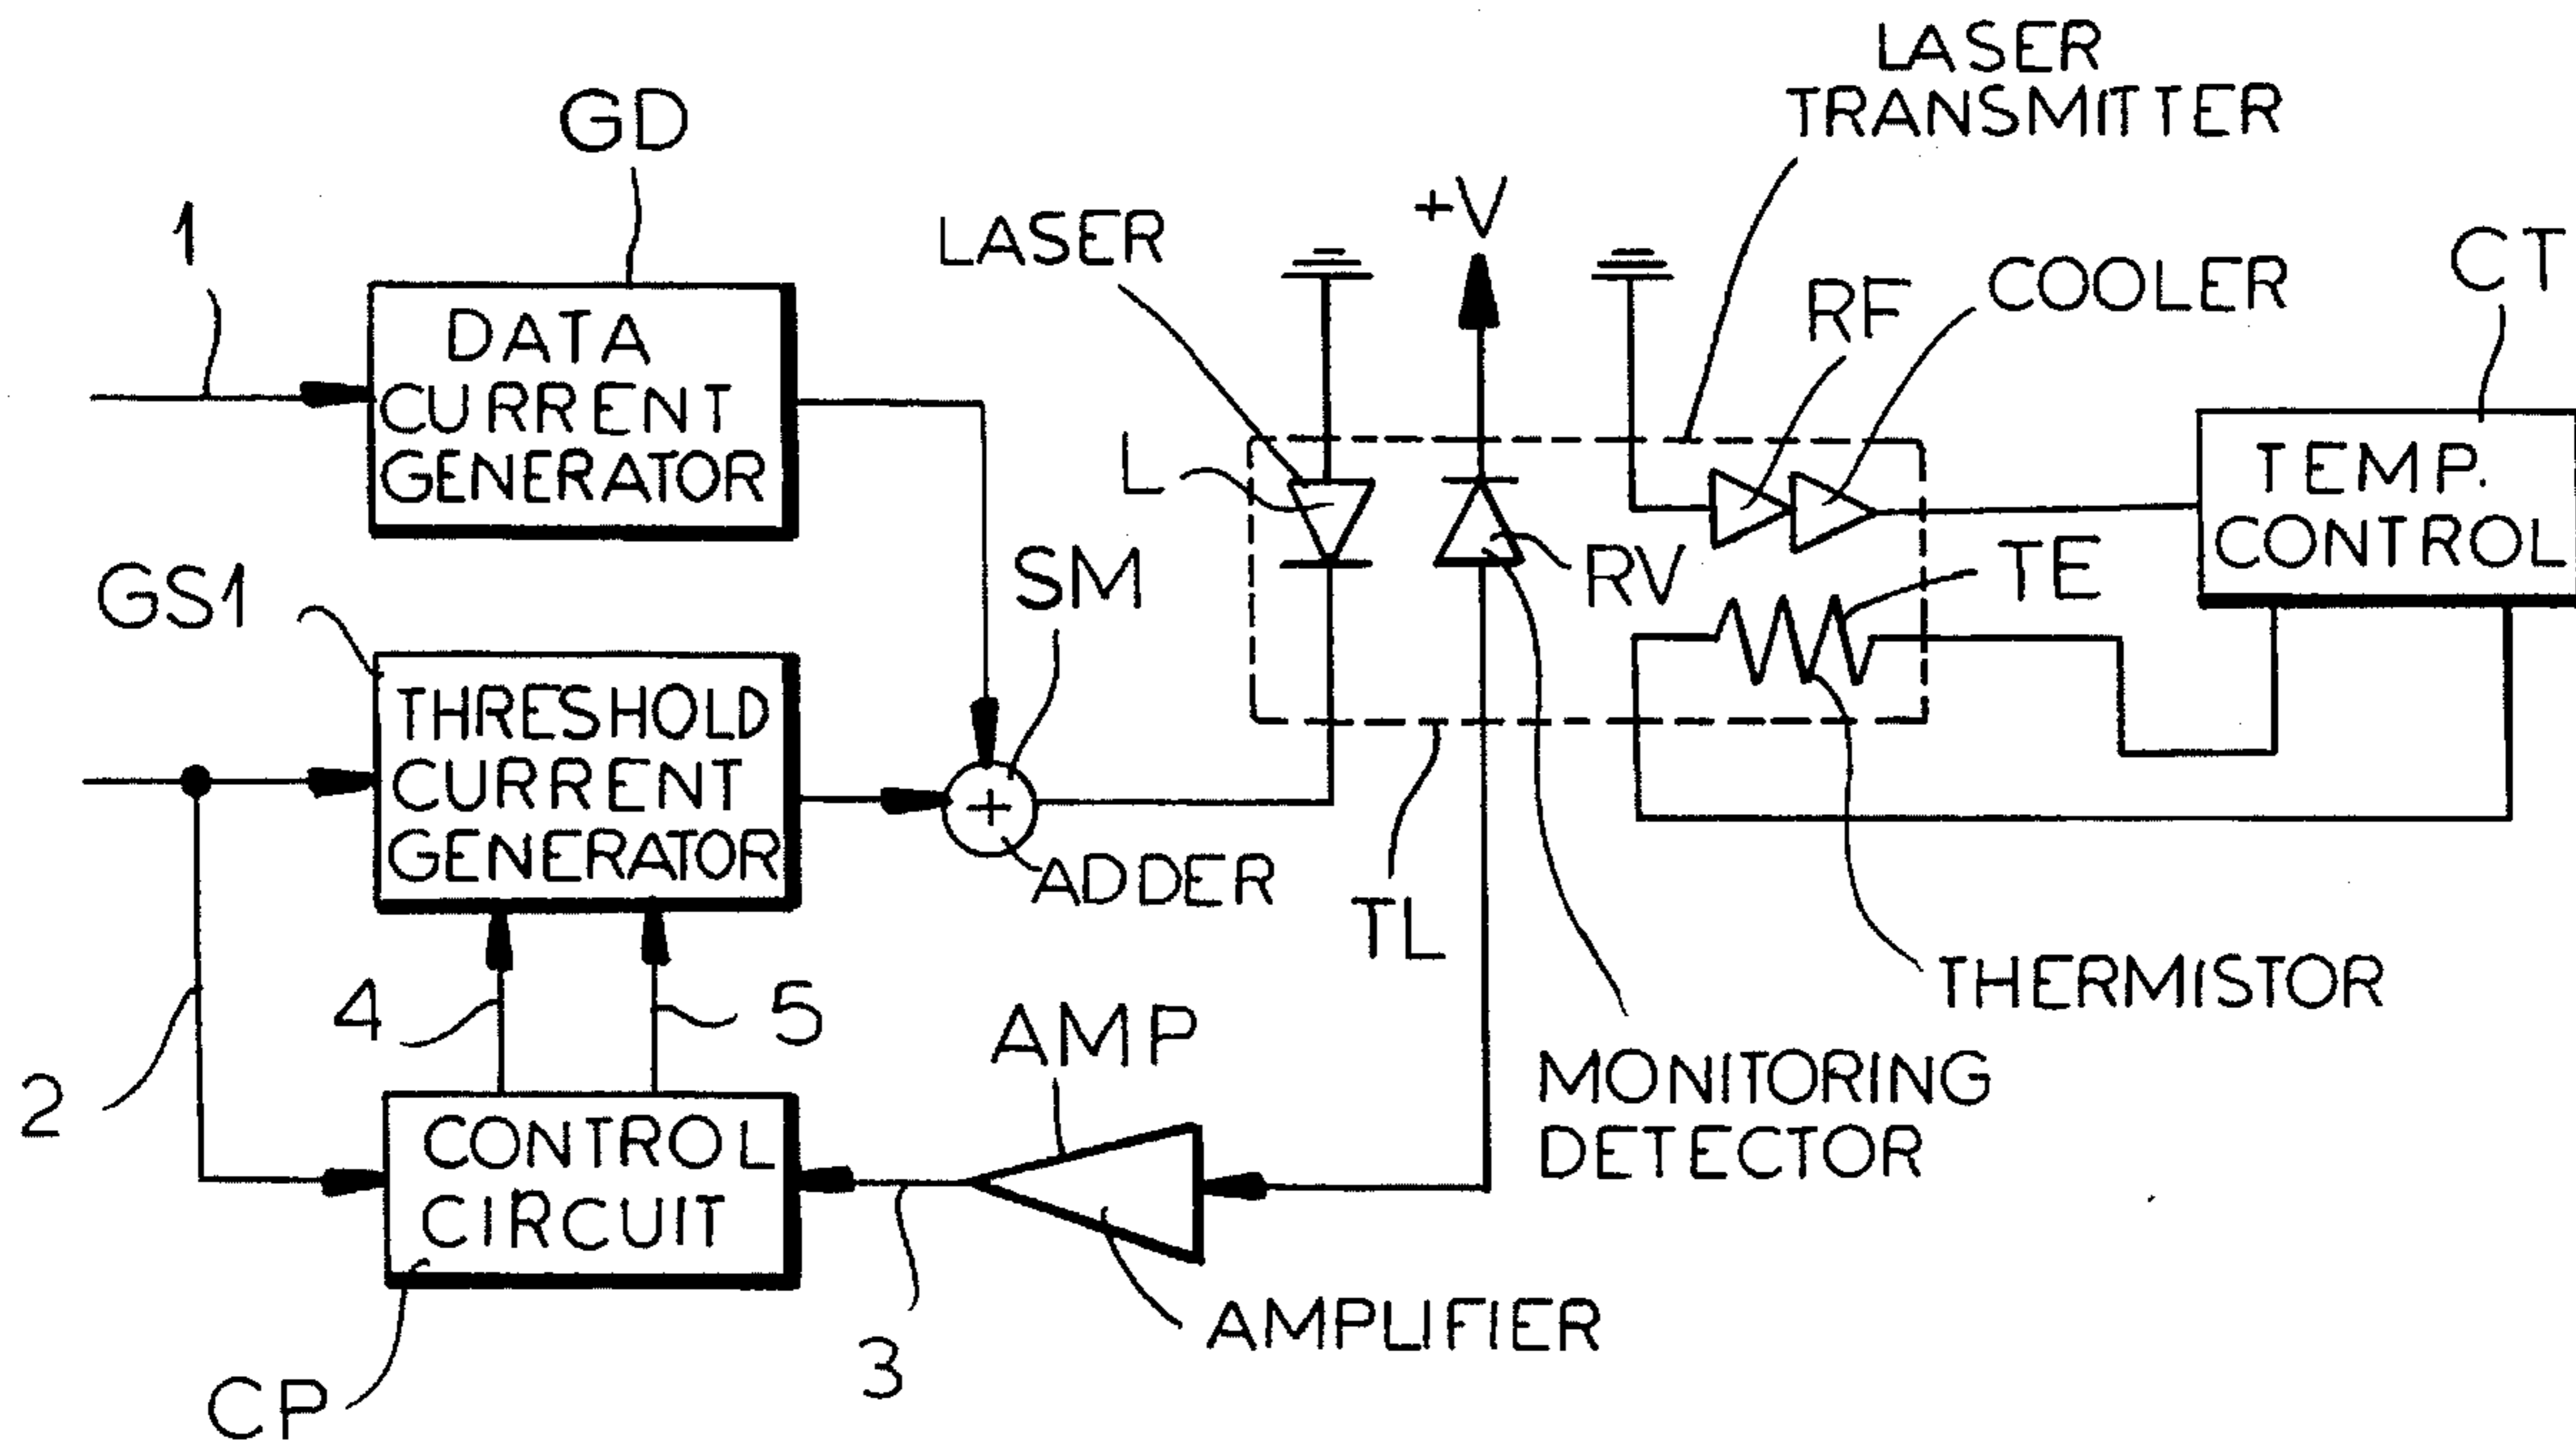 LASER
TRANSMITTER
GD
1
LASER
+V
RF
COOLER
CT
DATA
CURRENT
GENERATOR
L
TEMP.
CONTROL
GS1
SM
RV
TE
THRESHOLD
CURRENT
GENERATOR
+
ADDER
TL
THERMISTOR
4
5
AMP
2
MONITORING
DETECTOR
CONTROL
CIRCUIT
3
AMPLIFIER
CP